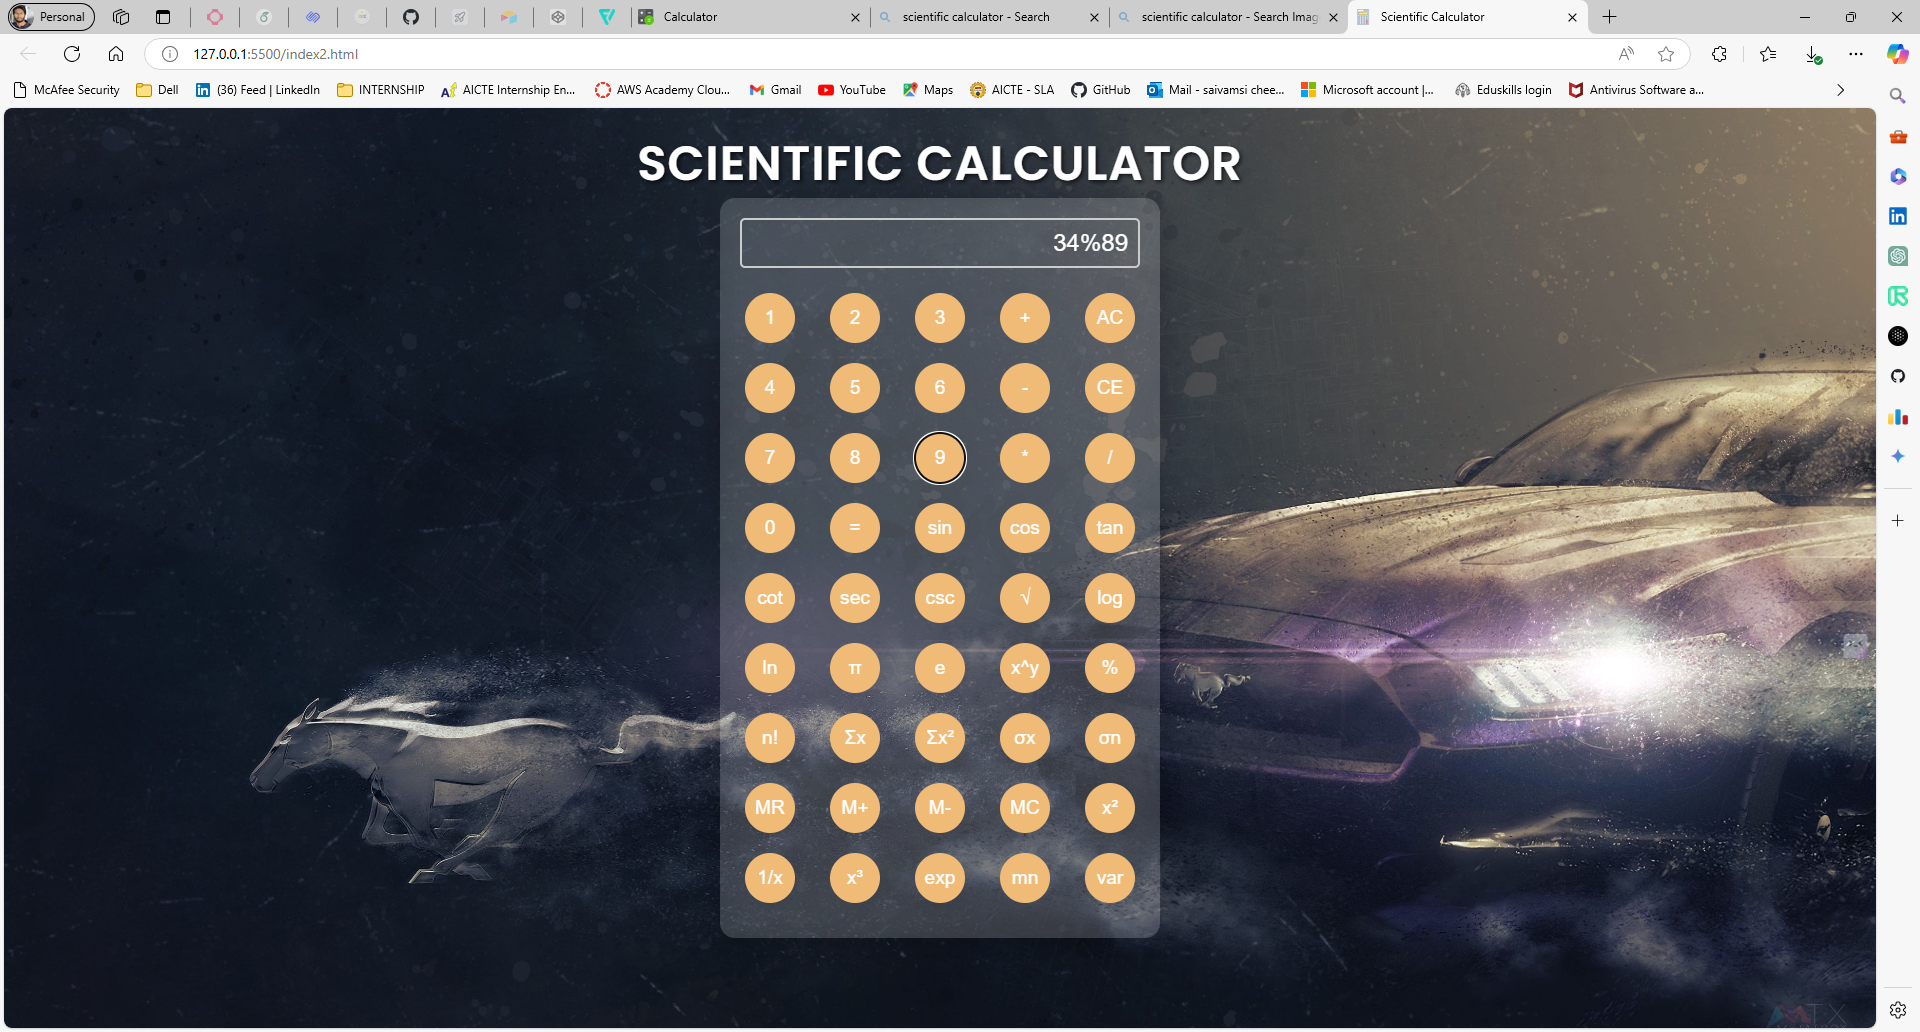 Personal
Calculator
scientific calculator - Search
scientific calculator - Search Imag
Scientific Calculator
127.0.0.1:5500/index2.html
McAfee Security
Dell
(36) Feed | LinkedIn
INTERNSHIP
AICTE Internship En...
AWS Academy Clou...
Gmail
YouTube
Maps
AICTE - SLA
GitHub
Mail - saivamsi chee...
Microsoft account |...
Eduskills login
Antivirus Software a...
SCIENTIFIC CALCULATOR
34%89
1 2 3 + AC
4 5 6 - CE
7 8 9 * /
0 = sin cos tan
cot sec csc √ log
ln π e x^y %
n! Σx Σx² σx σn
MR M+ M- MC x²
1/x x³ exp mn var